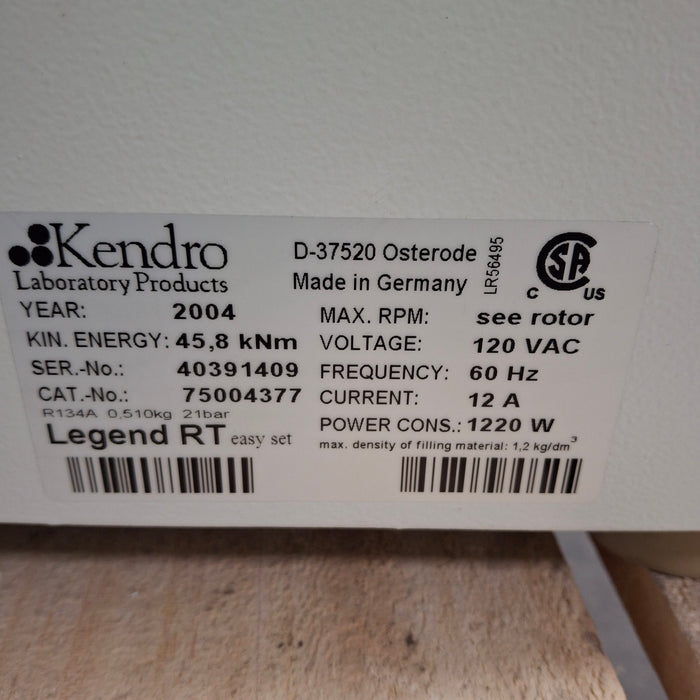 Kendro
Laboratory Products
D-37520 Osterode
Made in Germany
LR56495
CSA
C US
YEAR: 2004
KIN. ENERGY: 45,8 kNm
SER.-No.: 40391409
CAT.-No.: 75004377
R134A 0,510kg 21bar
Legend RT easy set
MAX. RPM: see rotor
VOLTAGE: 120 VAC
FREQUENCY: 60 Hz
CURRENT: 12 A
POWER CONS.: 1220 W
max. density of filling material: 1,2 kg/dm³